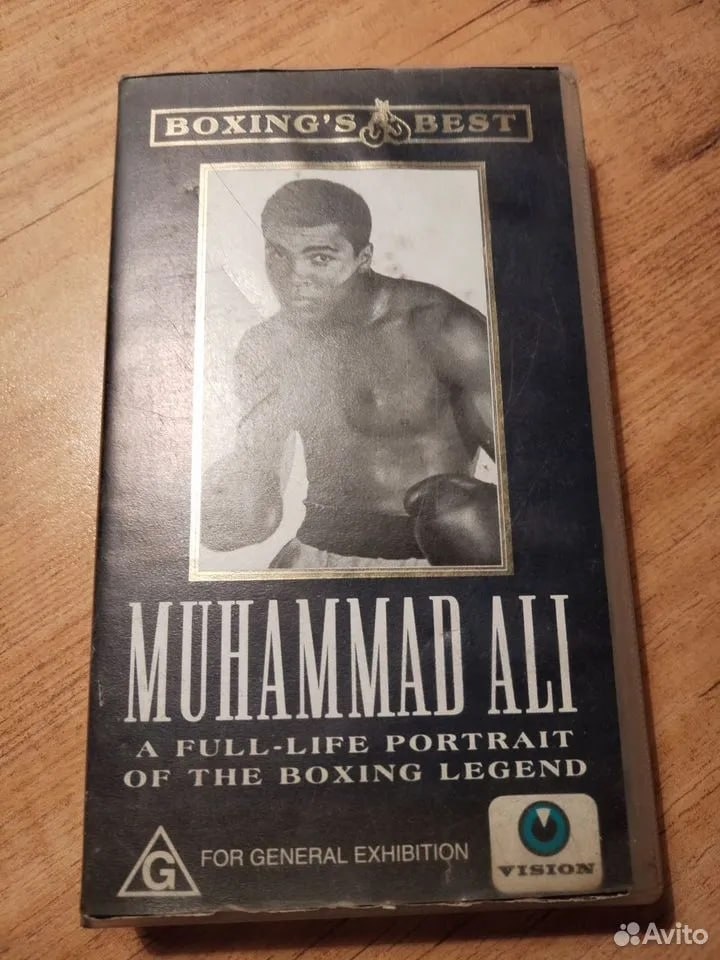 BOXING'S BEST
MUHAMMAD ALI
A FULL-LIFE PORTRAIT
OF THE BOXING LEGEND
G FOR GENERAL EXHIBITION
VISION
Avito